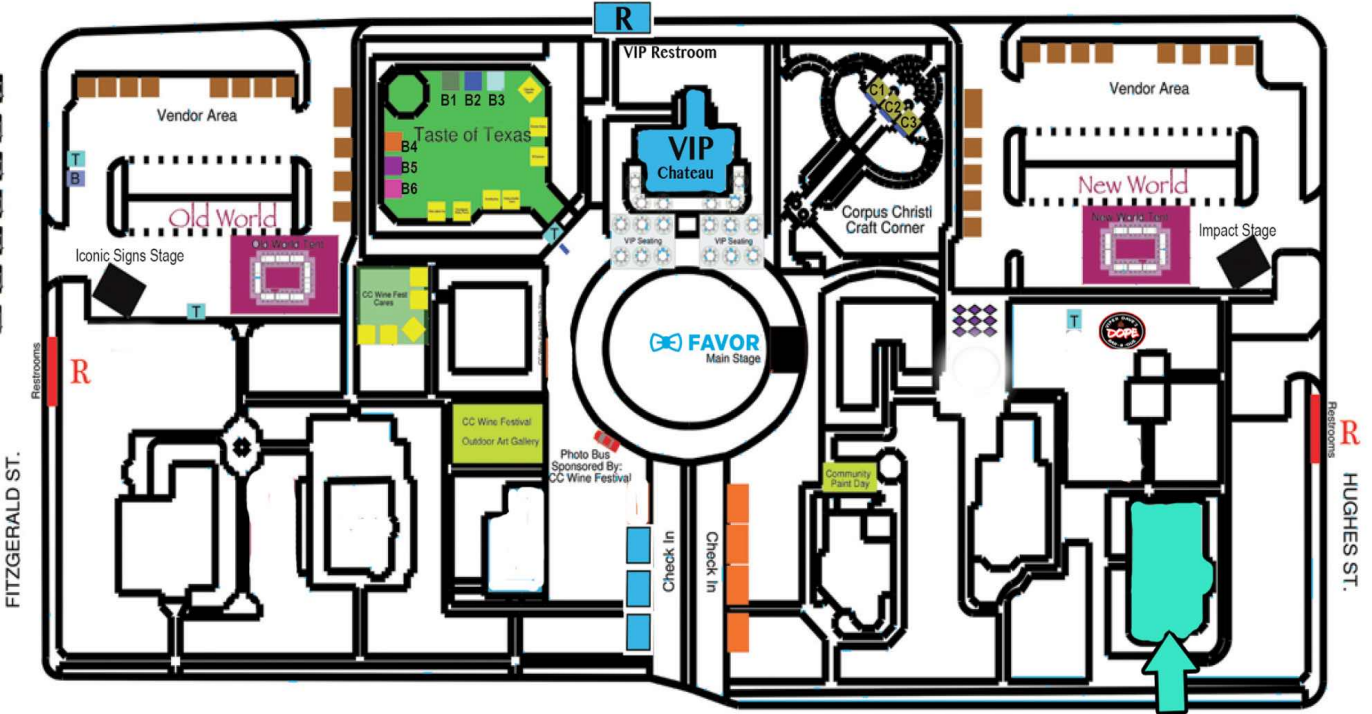 R
VIP Restroom
Vendor Area
B1 B2 B3
Taste of Texas
B4
B5
B6
VIP
Chateau
C1
C2
C3
Vendor Area
T
B
Old World
Old World Tent
Iconic Signs Stage
T
T
VIP Seating
VIP Seating
Corpus Christi
Craft Corner
New World
New World Tent
Impact Stage
CC Wine Fest
Cares
FAVOR
Main Stage
T
DOPE
Restrooms
R
CC Wine Festival
Outdoor Art Gallery
Photo Bus
Sponsored By:
CC Wine Festival
Community
Paint Day
Restrooms
R
Check In
Check In
FITZGERALD ST.
HUGHES ST.